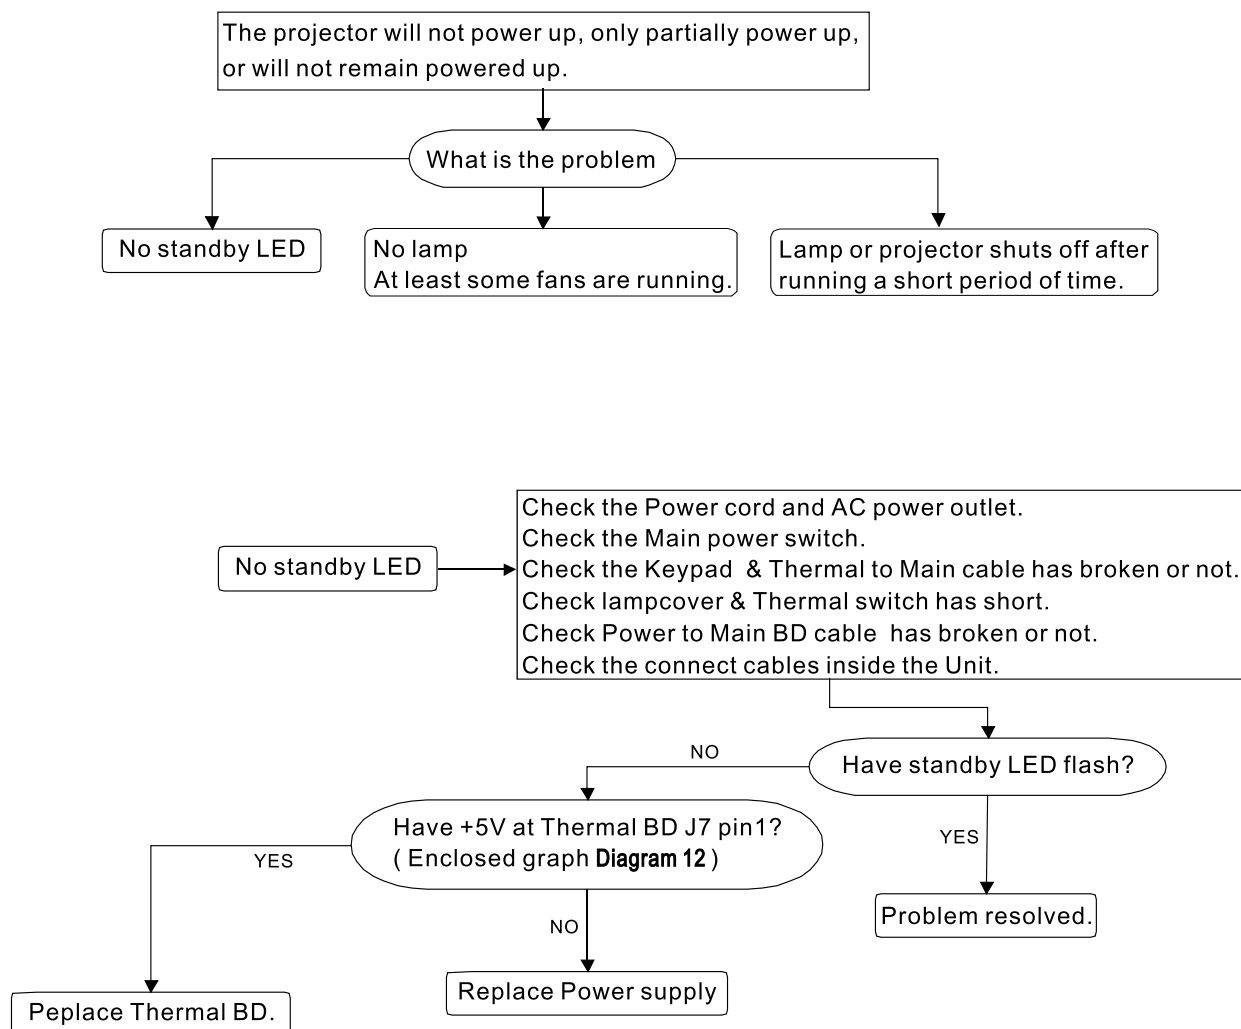 The projector will not power up, only partially power up,
or will not remain powered up.
What is the problem
No standby LED
No lamp
At least some fans are running.
Lamp or projector shuts off after
running a short period of time.
No standby LED
Check the Power cord and AC power outlet.
Check the Main power switch.
Check the Keypad & Thermal to Main cable has broken or not.
Check lampcover & Thermal switch has short.
Check Power to Main BD cable has broken or not.
Check the connect cables inside the Unit.
Have standby LED flash?
NO
YES
Have +5V at Thermal BD J7 pin1?
( Enclosed graph Diagram 12 )
YES
NO
Problem resolved.
Replace Power supply
Peplace Thermal BD.